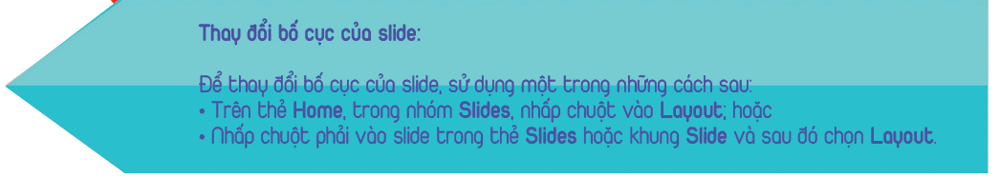 Thay đổi bố cục của slide:
Để thay đổi bố cục của slide, sử dụng một trong những cách sau:
• Trên thẻ Home, trong nhóm Slides, nhấp chuột vào Layout; hoặc
• Nhấp chuột phải vào slide trong thẻ Slides hoặc khung Slide và sau đó chọn Layout.